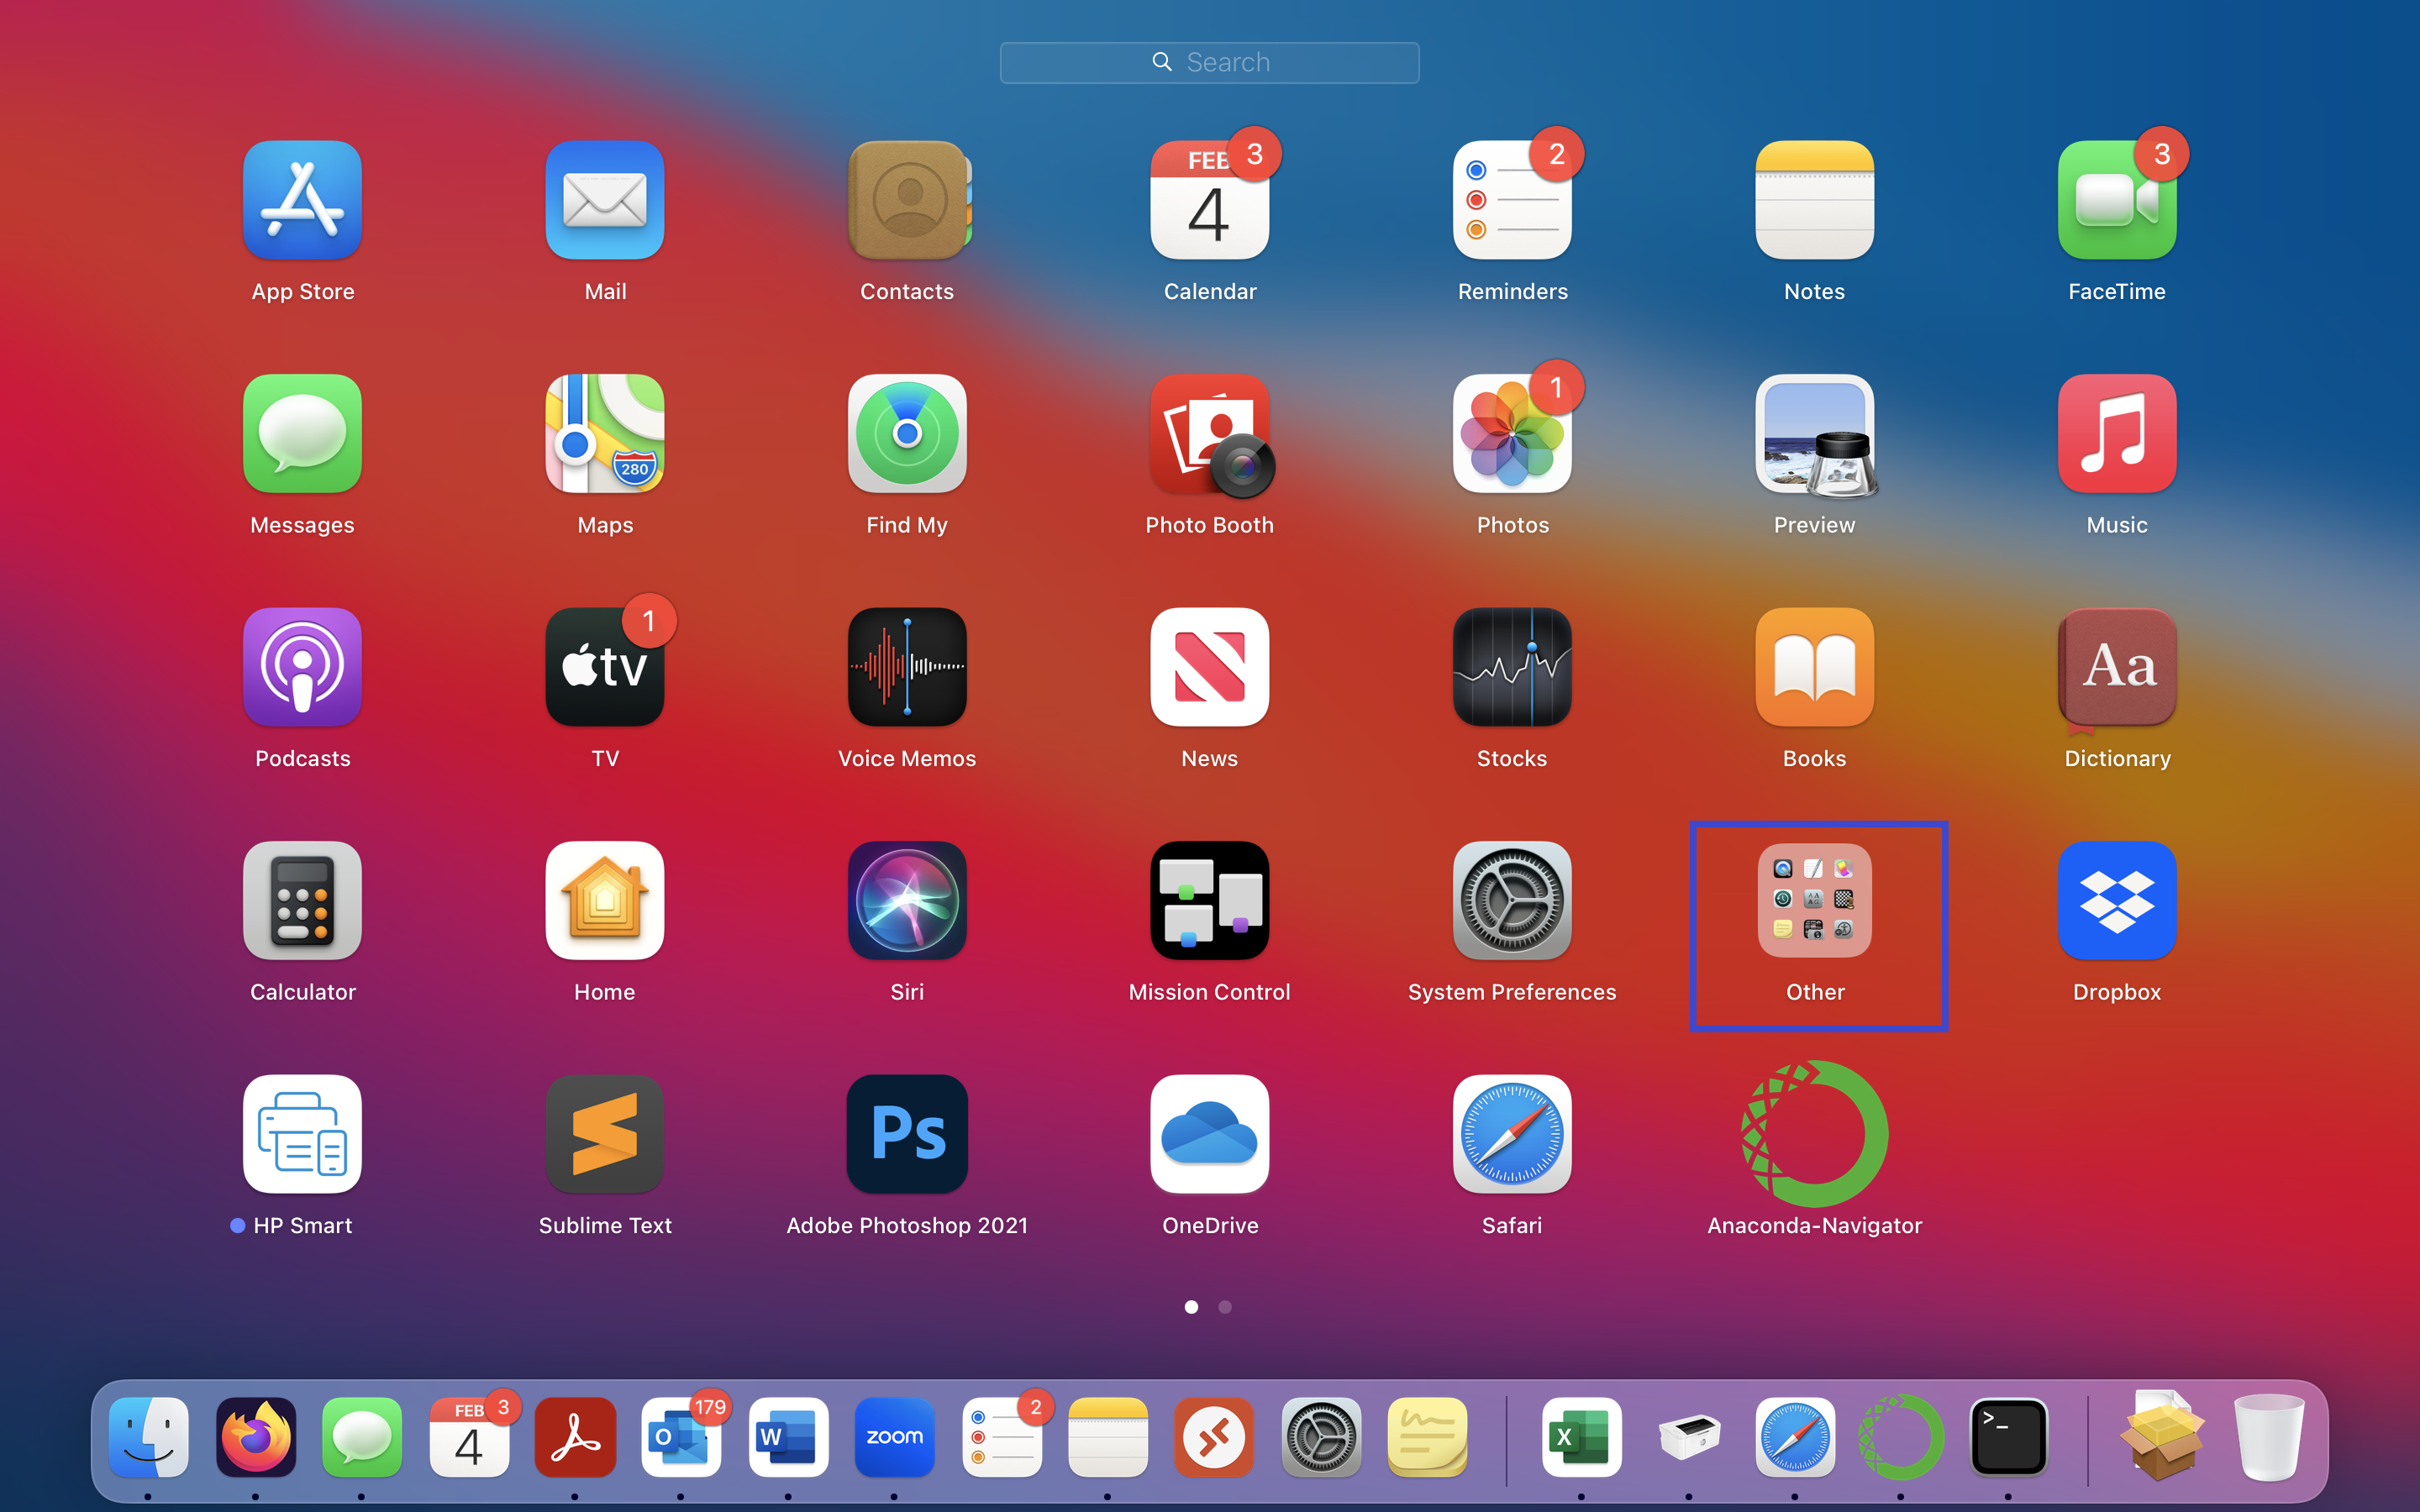 Search
FEB 3 2 3
4
App Store Mail Contacts Calendar Reminders Notes FaceTime
280 1
Messages Maps Find My Photo Booth Photos Preview Music
1
tv Aa
Podcasts TV Voice Memos News Stocks Books Dictionary
Calculator Home Siri Mission Control System Preferences Other Dropbox
Ps
HP Smart Sublime Text Adobe Photoshop 2021 OneDrive Safari Anaconda-Navigator
FEB 3 179 2
4 O W zoom X >_